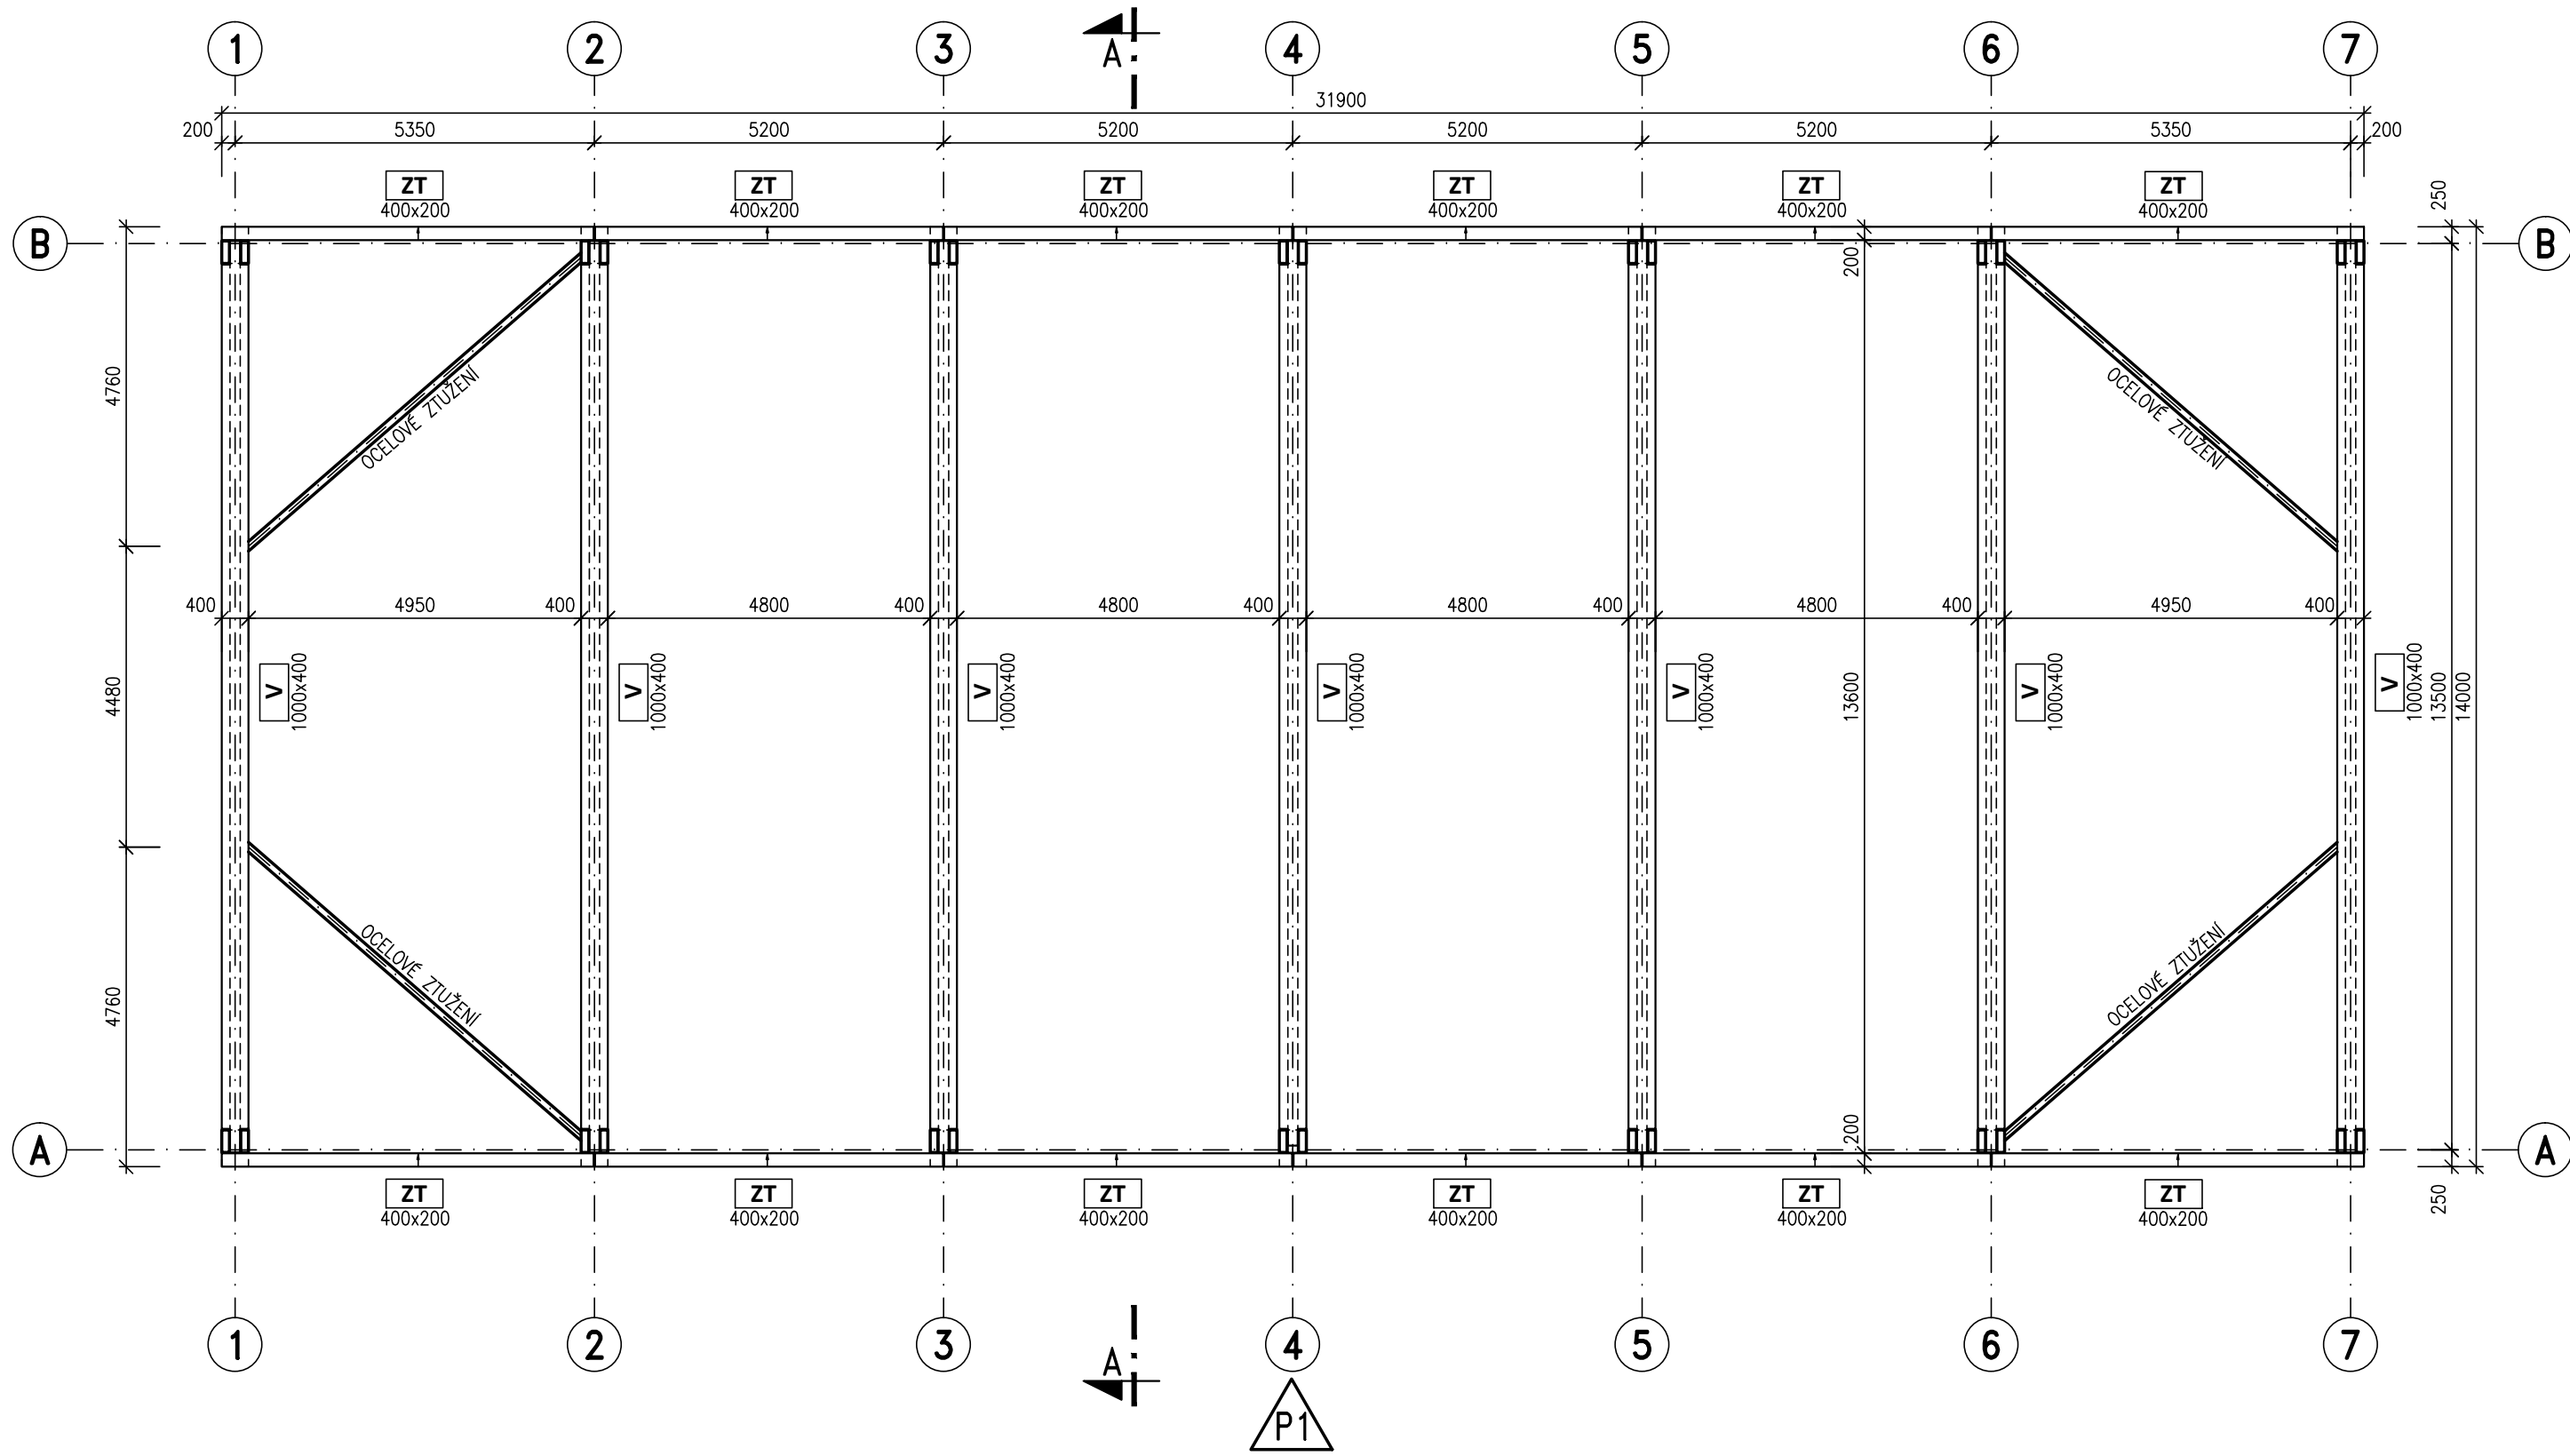 1 2 3 A 4 5 6 7
31900
200 5350 5200 5200 5200 5200 5350 200
ZT ZT ZT ZT ZT ZT
400x200 400x200 400x200 400x200 400x200 400x200
250
B B
200
4760
OCELOVÉ ZTUŽENÍ OCELOVÉ ZTUŽENÍ
400 4950 400 4800 400 4800 400 4800 400 4800 400 4950 400
4480
V 1000x400
V 1000x400
V 1000x400
V 1000x400
V 1000x400
13600
V 1000x400
V 1000x400
13500
14000
OCELOVÉ ZTUŽENÍ OCELOVÉ ZTUŽENÍ
4760
200
A A
ZT ZT ZT ZT ZT ZT
400x200 400x200 400x200 400x200 400x200 400x200
250
1 2 3 A 4 5 6 7
P1